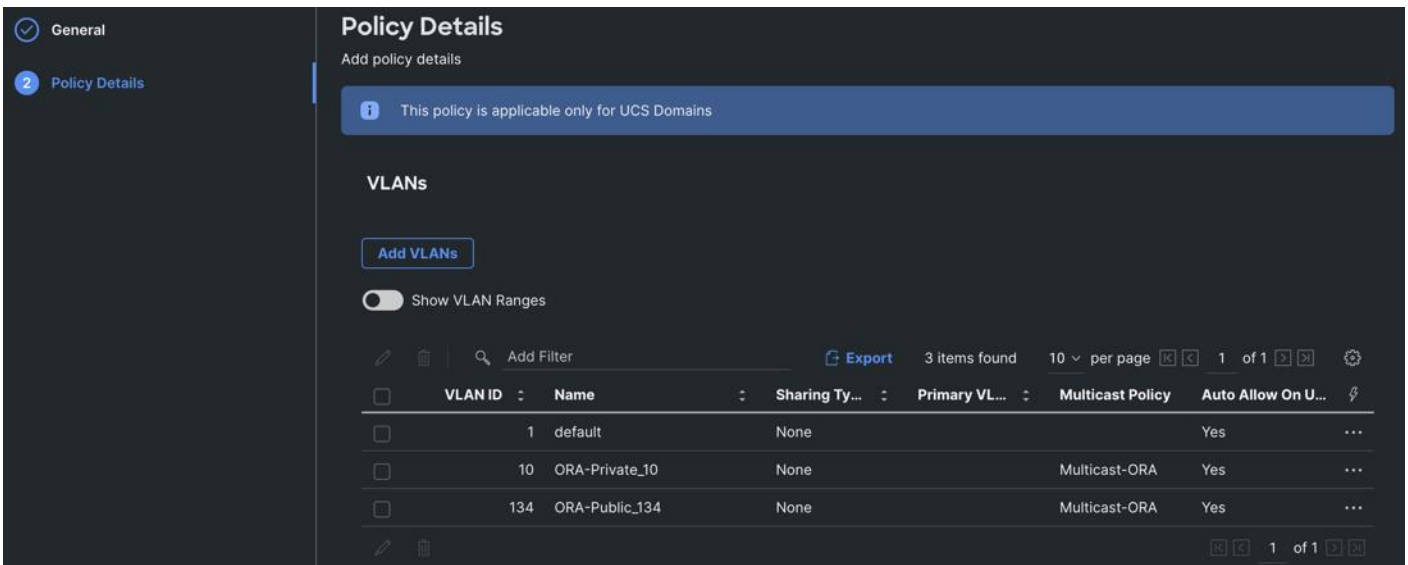 General
2 Policy Details
Policy Details
Add policy details
This policy is applicable only for UCS Domains
VLANs
Add VLANs
Show VLAN Ranges
Add Filter Export 3 items found 10 per page 1 of 1
VLAN ID Name Sharing Ty... Primary VL... Multicast Policy Auto Allow On U...
1 default None Yes ...
10 ORA-Private_10 None Multicast-ORA Yes ...
134 ORA-Public_134 None Multicast-ORA Yes ...
1 of 1